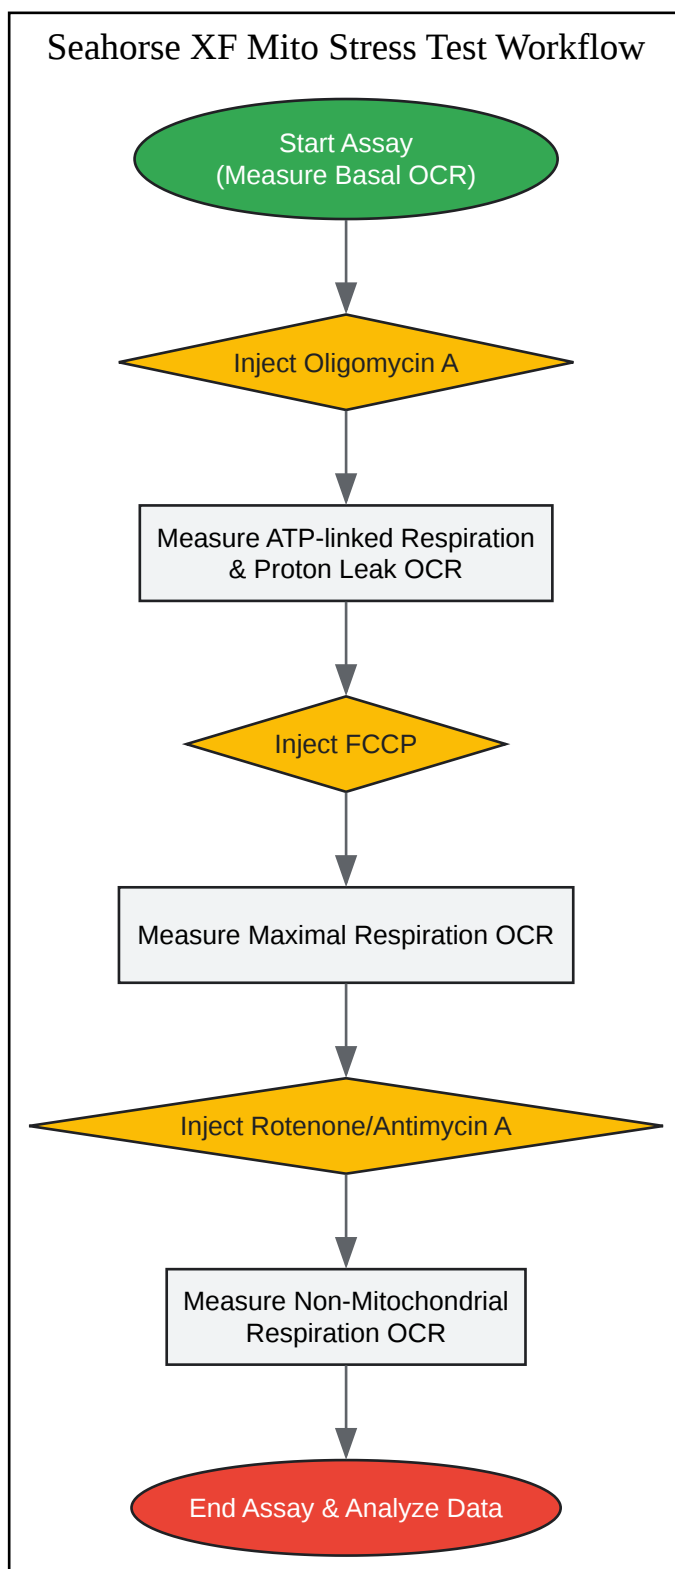 Seahorse XF Mito Stress Test Workflow
Start Assay
(Measure Basal OCR)
Inject Oligomycin A
Measure ATP-linked Respiration
& Proton Leak OCR
Inject FCCP
Measure Maximal Respiration OCR
Inject Rotenone/Antimycin A
Measure Non-Mitochondrial
Respiration OCR
End Assay & Analyze Data